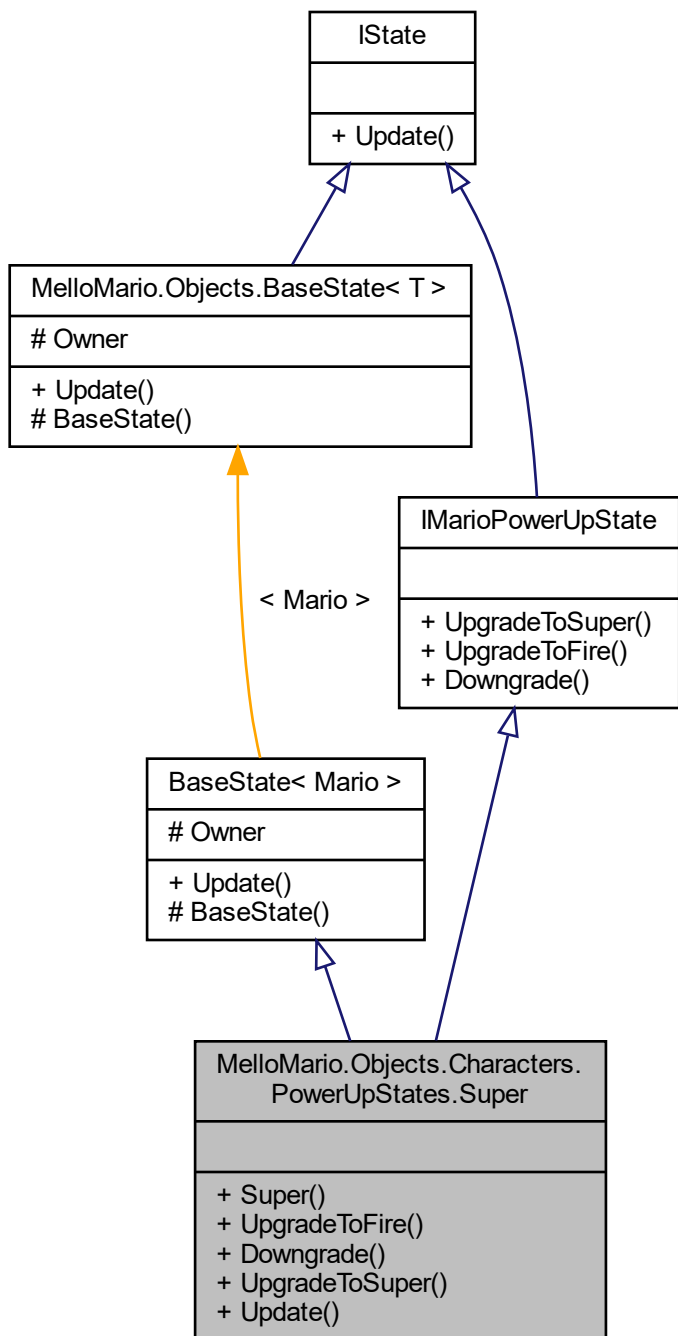 IState
+ Update()
MelloMario.Objects.BaseState< T >
# Owner
+ Update()
# BaseState()
IMarioPowerUpState
+ UpgradeToSuper()
+ UpgradeToFire()
+ Downgrade()
< Mario >
BaseState< Mario >
# Owner
+ Update()
# BaseState()
MelloMario.Objects.Characters.
PowerUpStates.Super
+ Super()
+ UpgradeToFire()
+ Downgrade()
+ UpgradeToSuper()
+ Update()